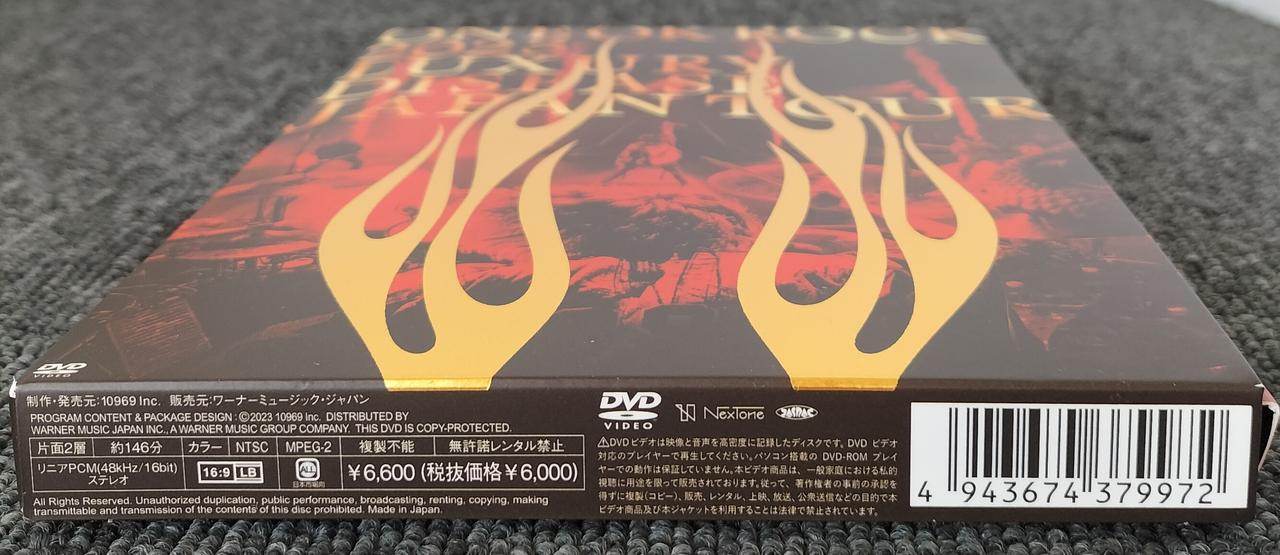 ONE OK ROCK
2023
LUXURY
DISEASE
JAPAN TOUR
DVD
VIDEO
制作・発売元:10969 Inc. 販売元:ワーナーミュージック・ジャパン
PROGRAM CONTENT & PACKAGE DESIGN : ©2023 10969 Inc. DISTRIBUTED BY
WARNER MUSIC JAPAN INC., A WARNER MUSIC GROUP COMPANY. THIS DVD IS COPY-PROTECTED.
片面2層 約146分 カラー NTSC MPEG-2 複製不能 無許諾レンタル禁止
リニアPCM(48kHz/16bit)
ステレオ
16:9 LB
ALL
日本市場向
¥6,600 (税抜価格¥6,000)
All Rights Reserved. Unauthorized duplication, public performance, broadcasting, renting, copying, making
transmittable and transmission of the contents of this disc prohibited. Made in Japan.
DVD
VIDEO
NexTone
⚠DVDビデオは映像と音声を高密度に記録したディスクです。DVD ビデオ
対応のプレイヤーで再生してください。パソコン搭載の DVD-ROM プレイ
ヤーでの動作は保証していません。本ビデオ商品は、一般家庭における私的
視聴に用途を限って販売されております。従って、著作権者の事前の承認を
得ずに複製(コピー)、販売、レンタル、上映、放送、公衆送信などの目的で本
ビデオ商品及び本ジャケットを利用することは法律で禁止されています。
4 943674 379972